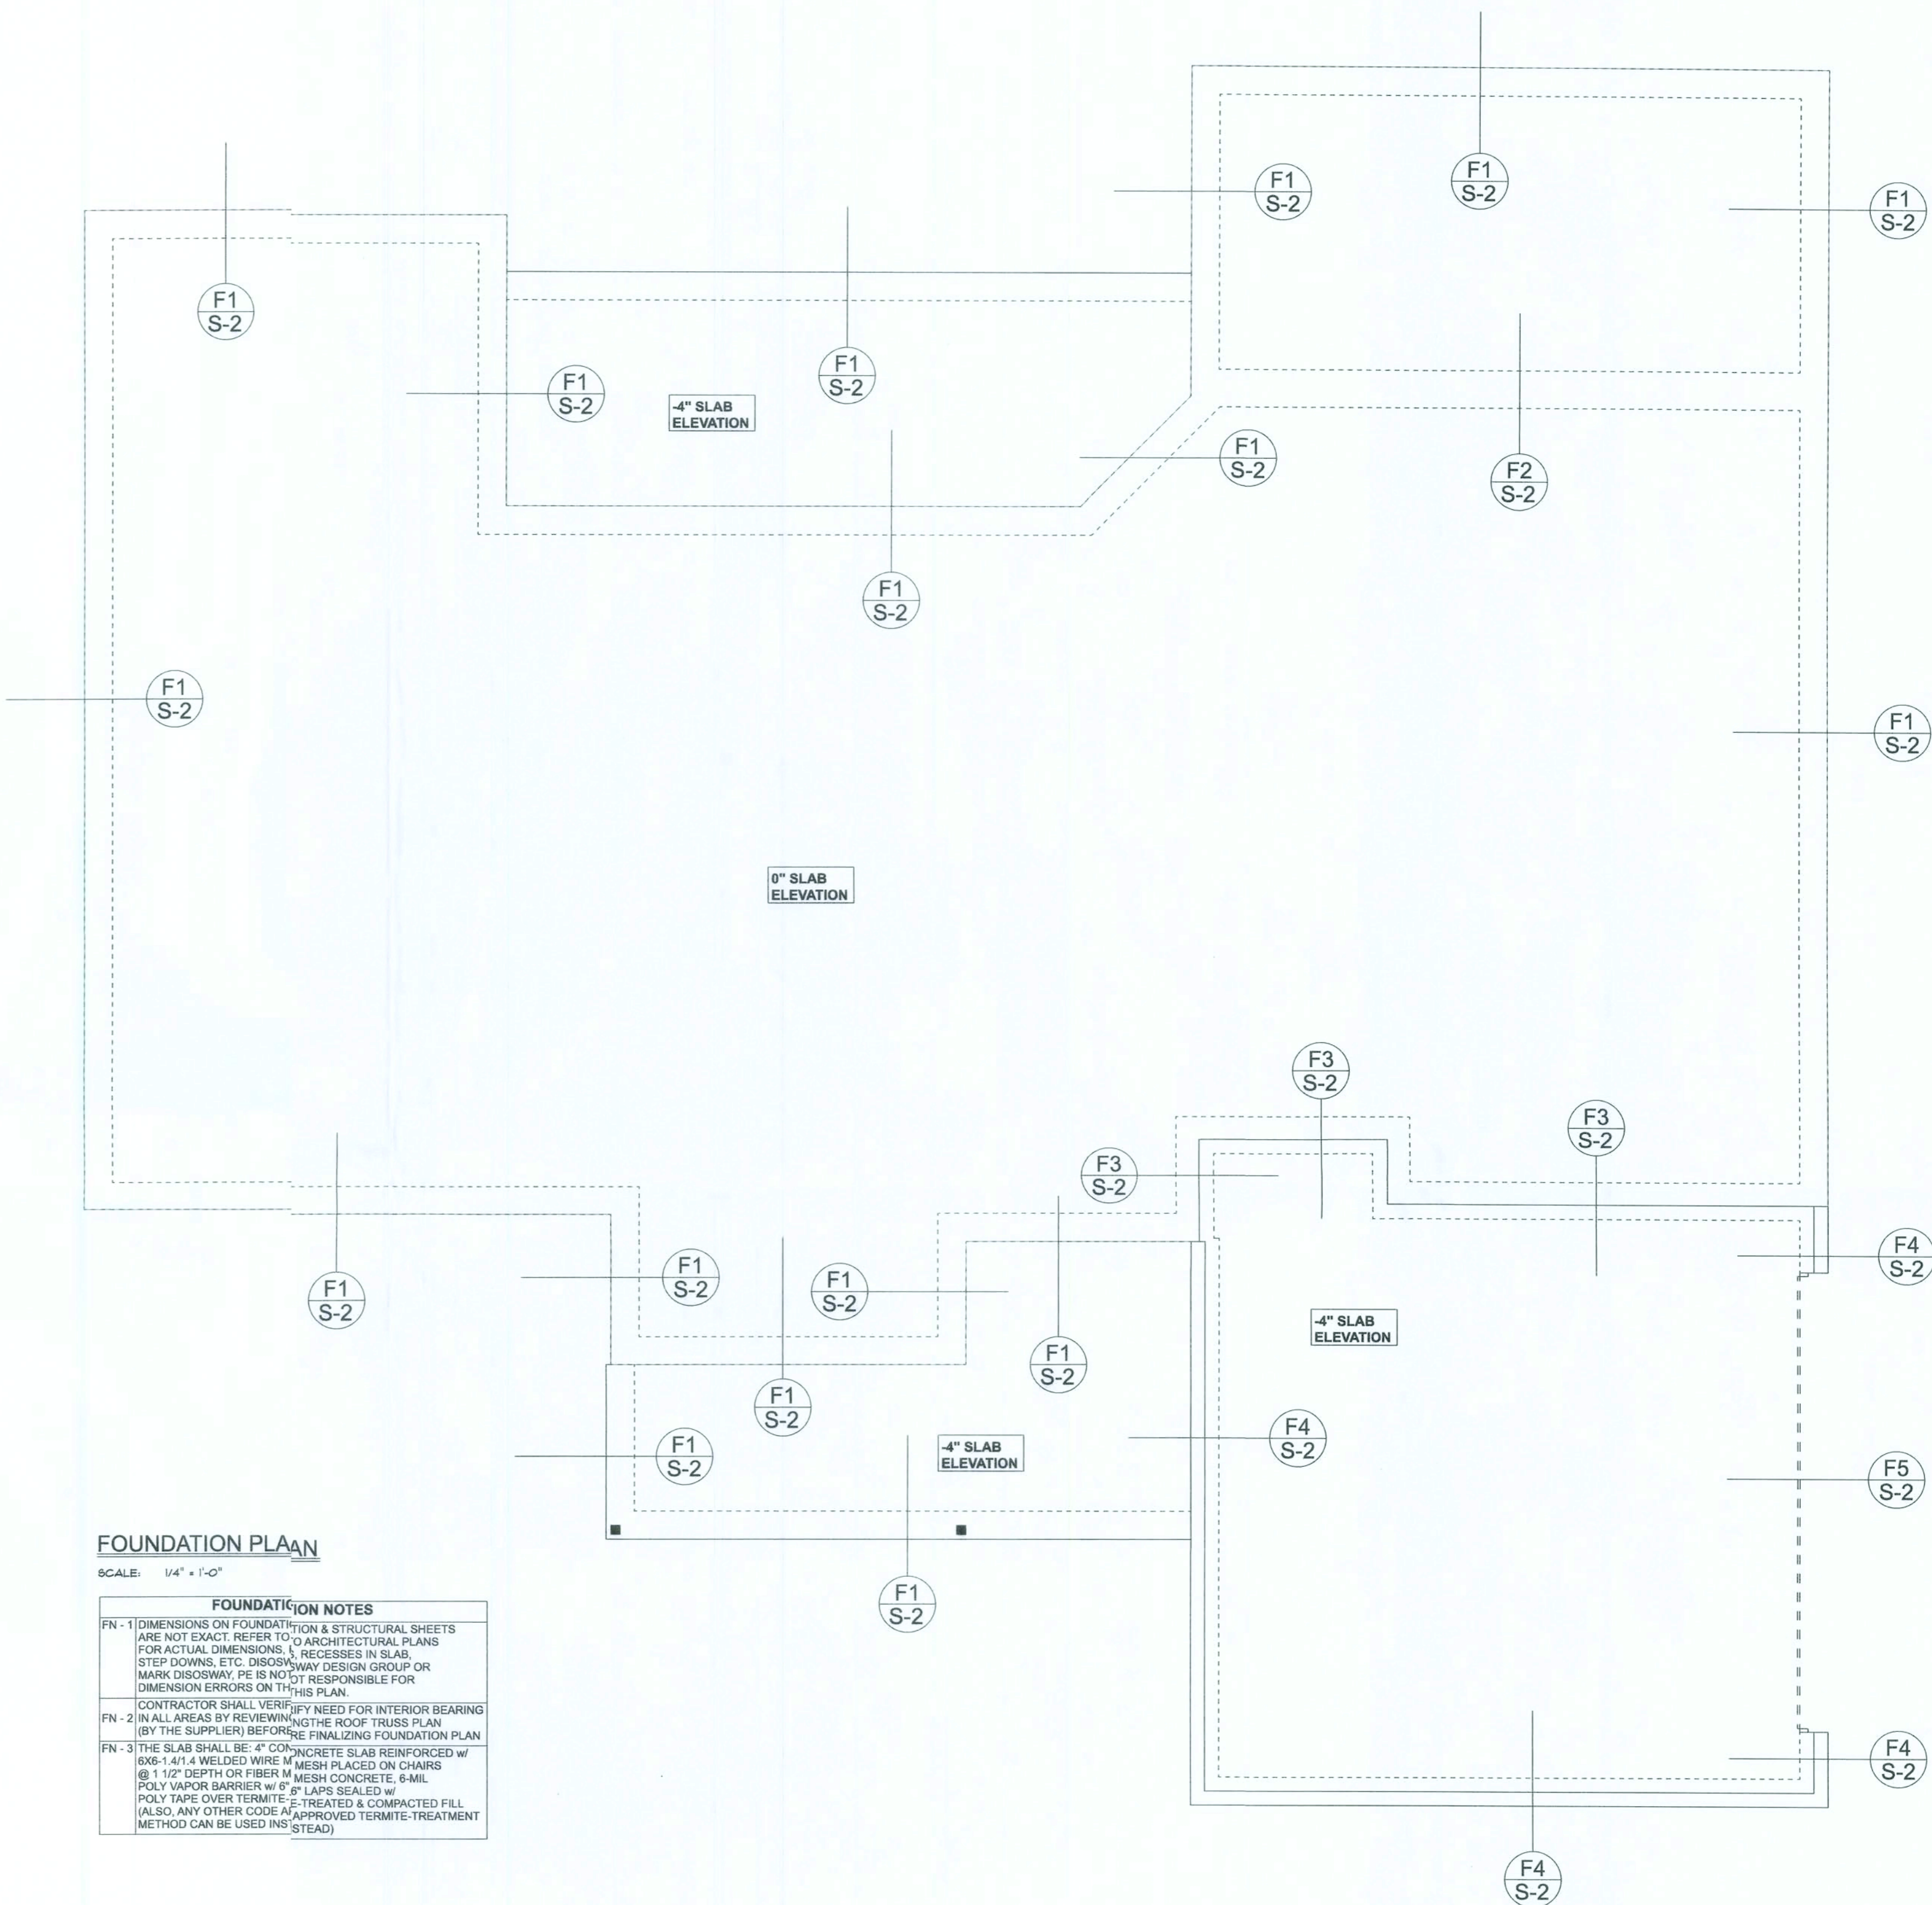 F1
S-2
F1
S-2
F1
S-2
F1
S-2
F1
S-2
F1
S-2
F1
S-2
-4" SLAB
ELEVATION
F1
S-2
F2
S-2
F1
S-2
F1
S-2
F1
S-2
0" SLAB
ELEVATION
F3
S-2
F3
S-2
F3
S-2
F4
S-2
F1
S-2
F1
S-2
F1
S-2
-4" SLAB
ELEVATION
F1
S-2
F1
S-2
F1
S-2
-4" SLAB
ELEVATION
F4
S-2
F5
S-2
F1
S-2
F4
S-2
F4
S-2
FOUNDATION PLAAN
SCALE: 1/4" = 1'-0"
FOUNDATION NOTES
FN - 1 DIMENSIONS ON FOUNDATION & STRUCTURAL SHEETS
ARE NOT EXACT. REFER TO ARCHITECTURAL PLANS
FOR ACTUAL DIMENSIONS, RECESSES IN SLAB,
STEP DOWNS, ETC. DISOSWAY DESIGN GROUP OR
MARK DISOSWAY, PE IS NOT RESPONSIBLE FOR
DIMENSION ERRORS ON THIS PLAN.
FN - 2 CONTRACTOR SHALL VERIFY NEED FOR INTERIOR BEARING
IN ALL AREAS BY REVIEWINGTHE ROOF TRUSS PLAN
(BY THE SUPPLIER) BEFORE FINALIZING FOUNDATION PLAN
FN - 3 THE SLAB SHALL BE: 4" CONCRETE SLAB REINFORCED w/
6X6-1.4/1.4 WELDED WIRE MESH PLACED ON CHAIRS
@ 1 1/2" DEPTH OR FIBER MESH CONCRETE, 6-MIL
POLY VAPOR BARRIER w/ 6" LAPS SEALED w/
POLY TAPE OVER TERMITE-TREATED & COMPACTED FILL
(ALSO, ANY OTHER CODE APPROVED TERMITE-TREATMENT
METHOD CAN BE USED INSTEAD)